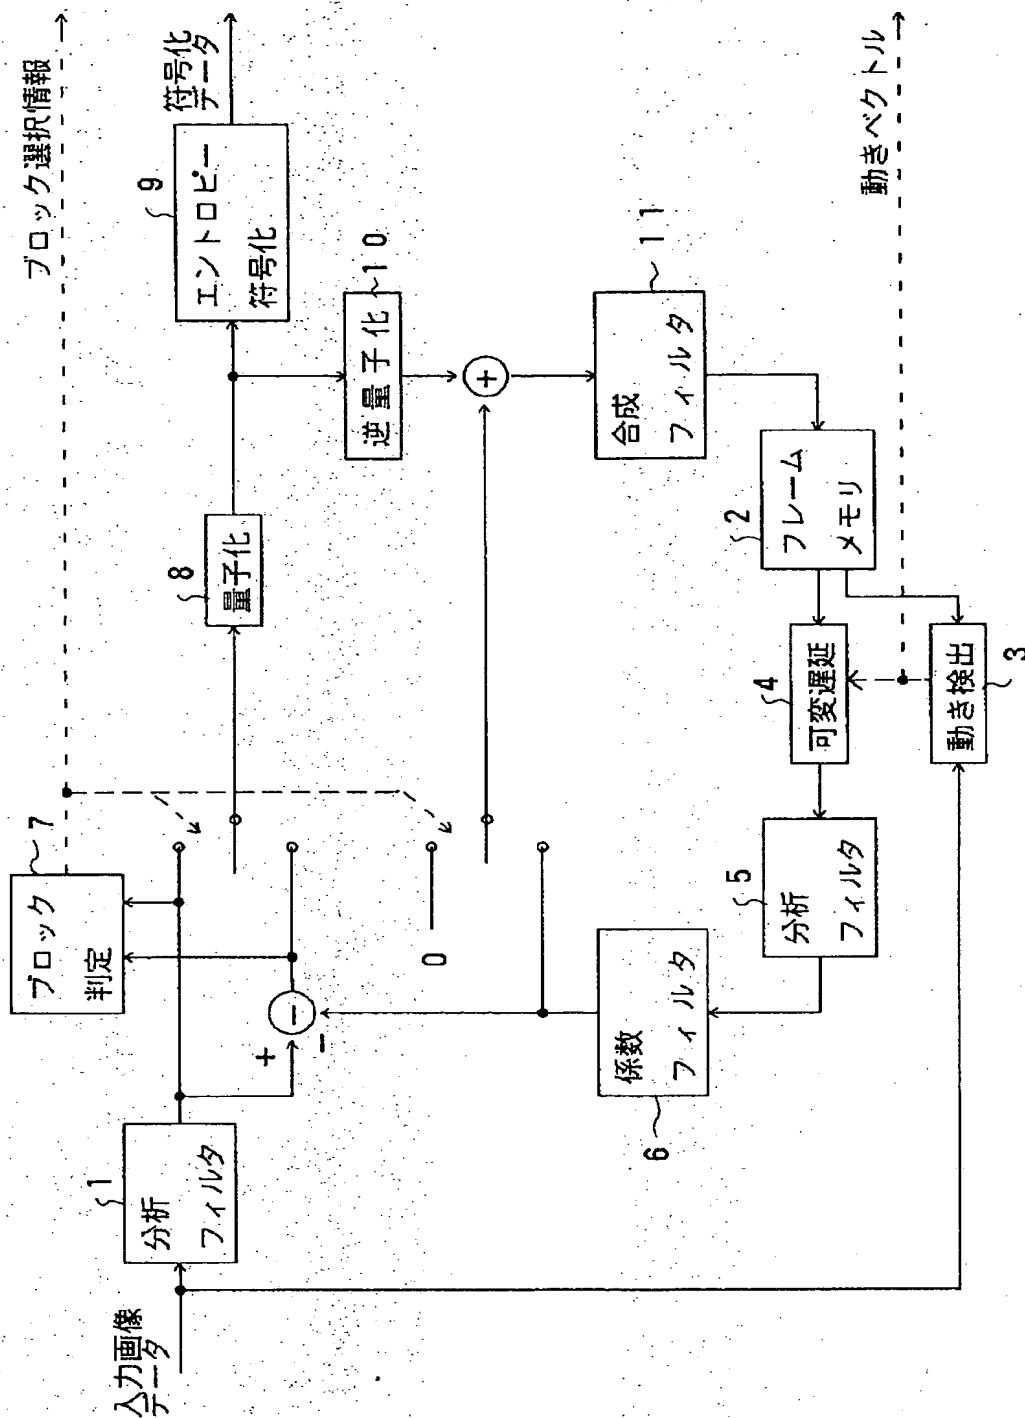 ブロック選択情報
7
ブロック
判定
1
分析
フィルタ
入力画像
データ
+
−
−
8
量子化
9
エントロピー
符号化
符号化
データ
10
逆量子化
0
+
11
合成
フィルタ
6
係数
フィルタ
5
分析
フィルタ
4
可変遅延
2
フレーム
メモリ
3
動き検出
動きベクトル